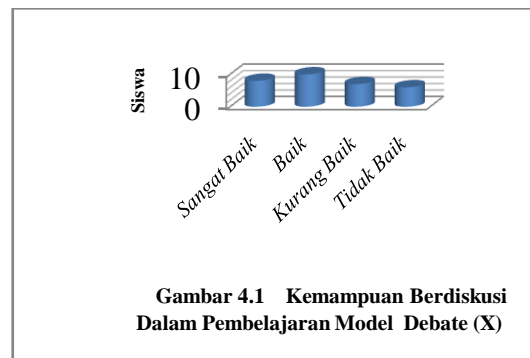 Siswa
10
0
Sangat Baik
Baik
Kurang Baik
Tidak Baik
Gambar 4.1 Kemampuan Berdiskusi
Dalam Pembelajaran Model Debate (X)